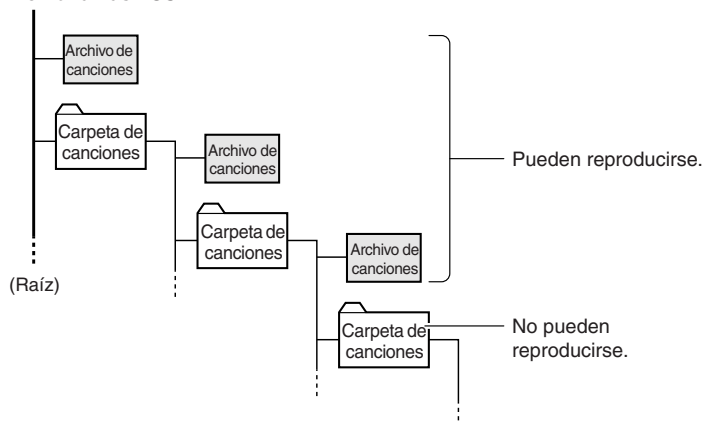 Archivo de
canciones
Carpeta de
canciones
Archivo de
canciones
Pueden reproducirse.
Carpeta de
canciones
Archivo de
canciones
(Raíz)
Carpeta de
canciones
No pueden
reproducirse.